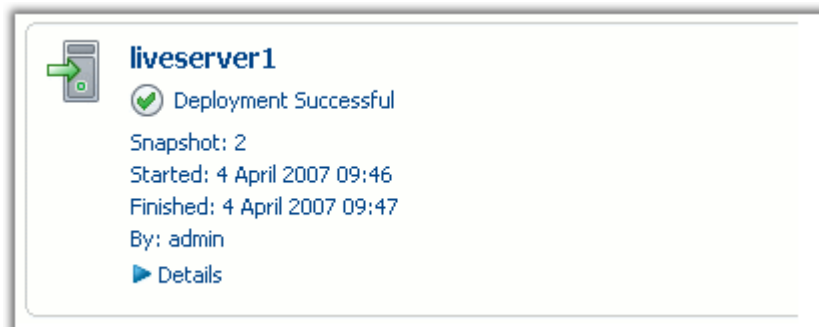 liveserver1
Deployment Successful
Snapshot: 2
Started: 4 April 2007 09:46
Finished: 4 April 2007 09:47
By: admin
Details